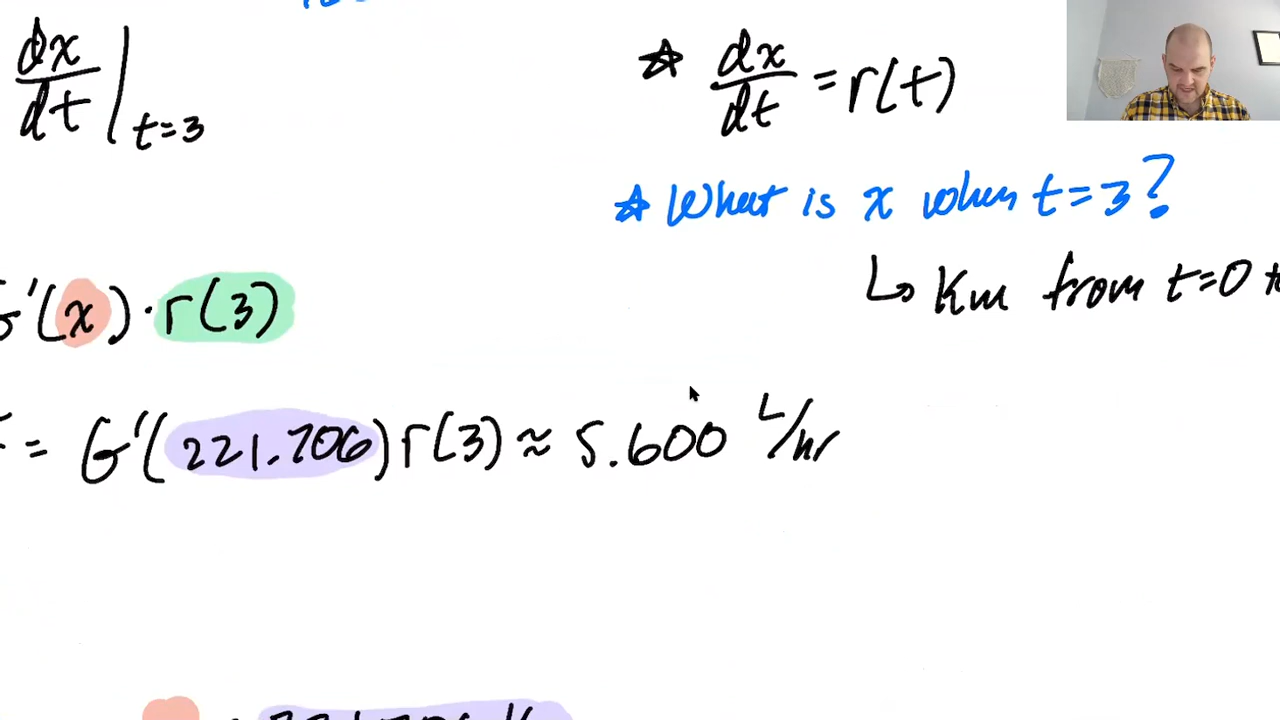 dx/dt |t=3
☆ dx/dt = r(t)
☆ What is x when t=3?
↳ Km from t=0
G'(x) · r(3)
= G'(221.706) r(3) ≈ 5.600 L/hr